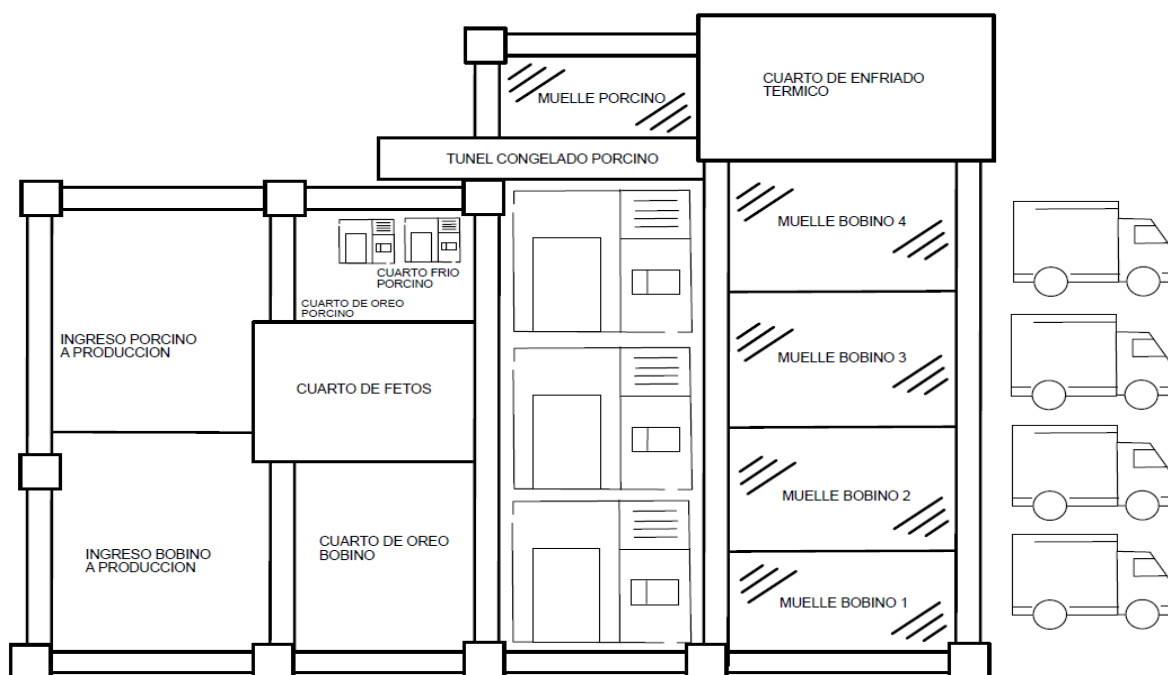 CUARTO DE ENFRIADO
TERMICO
MUELLE PORCINO
TUNEL CONGELADO PORCINO
MUELLE BOBINO 4
CUARTO FRIO
PORCINO
CUARTO DE OREO
PORCINO
INGRESO PORCINO
A PRODUCCION
MUELLE BOBINO 3
CUARTO DE FETOS
MUELLE BOBINO 2
CUARTO DE OREO
BOBINO
INGRESO BOBINO
A PRODUCCION
MUELLE BOBINO 1